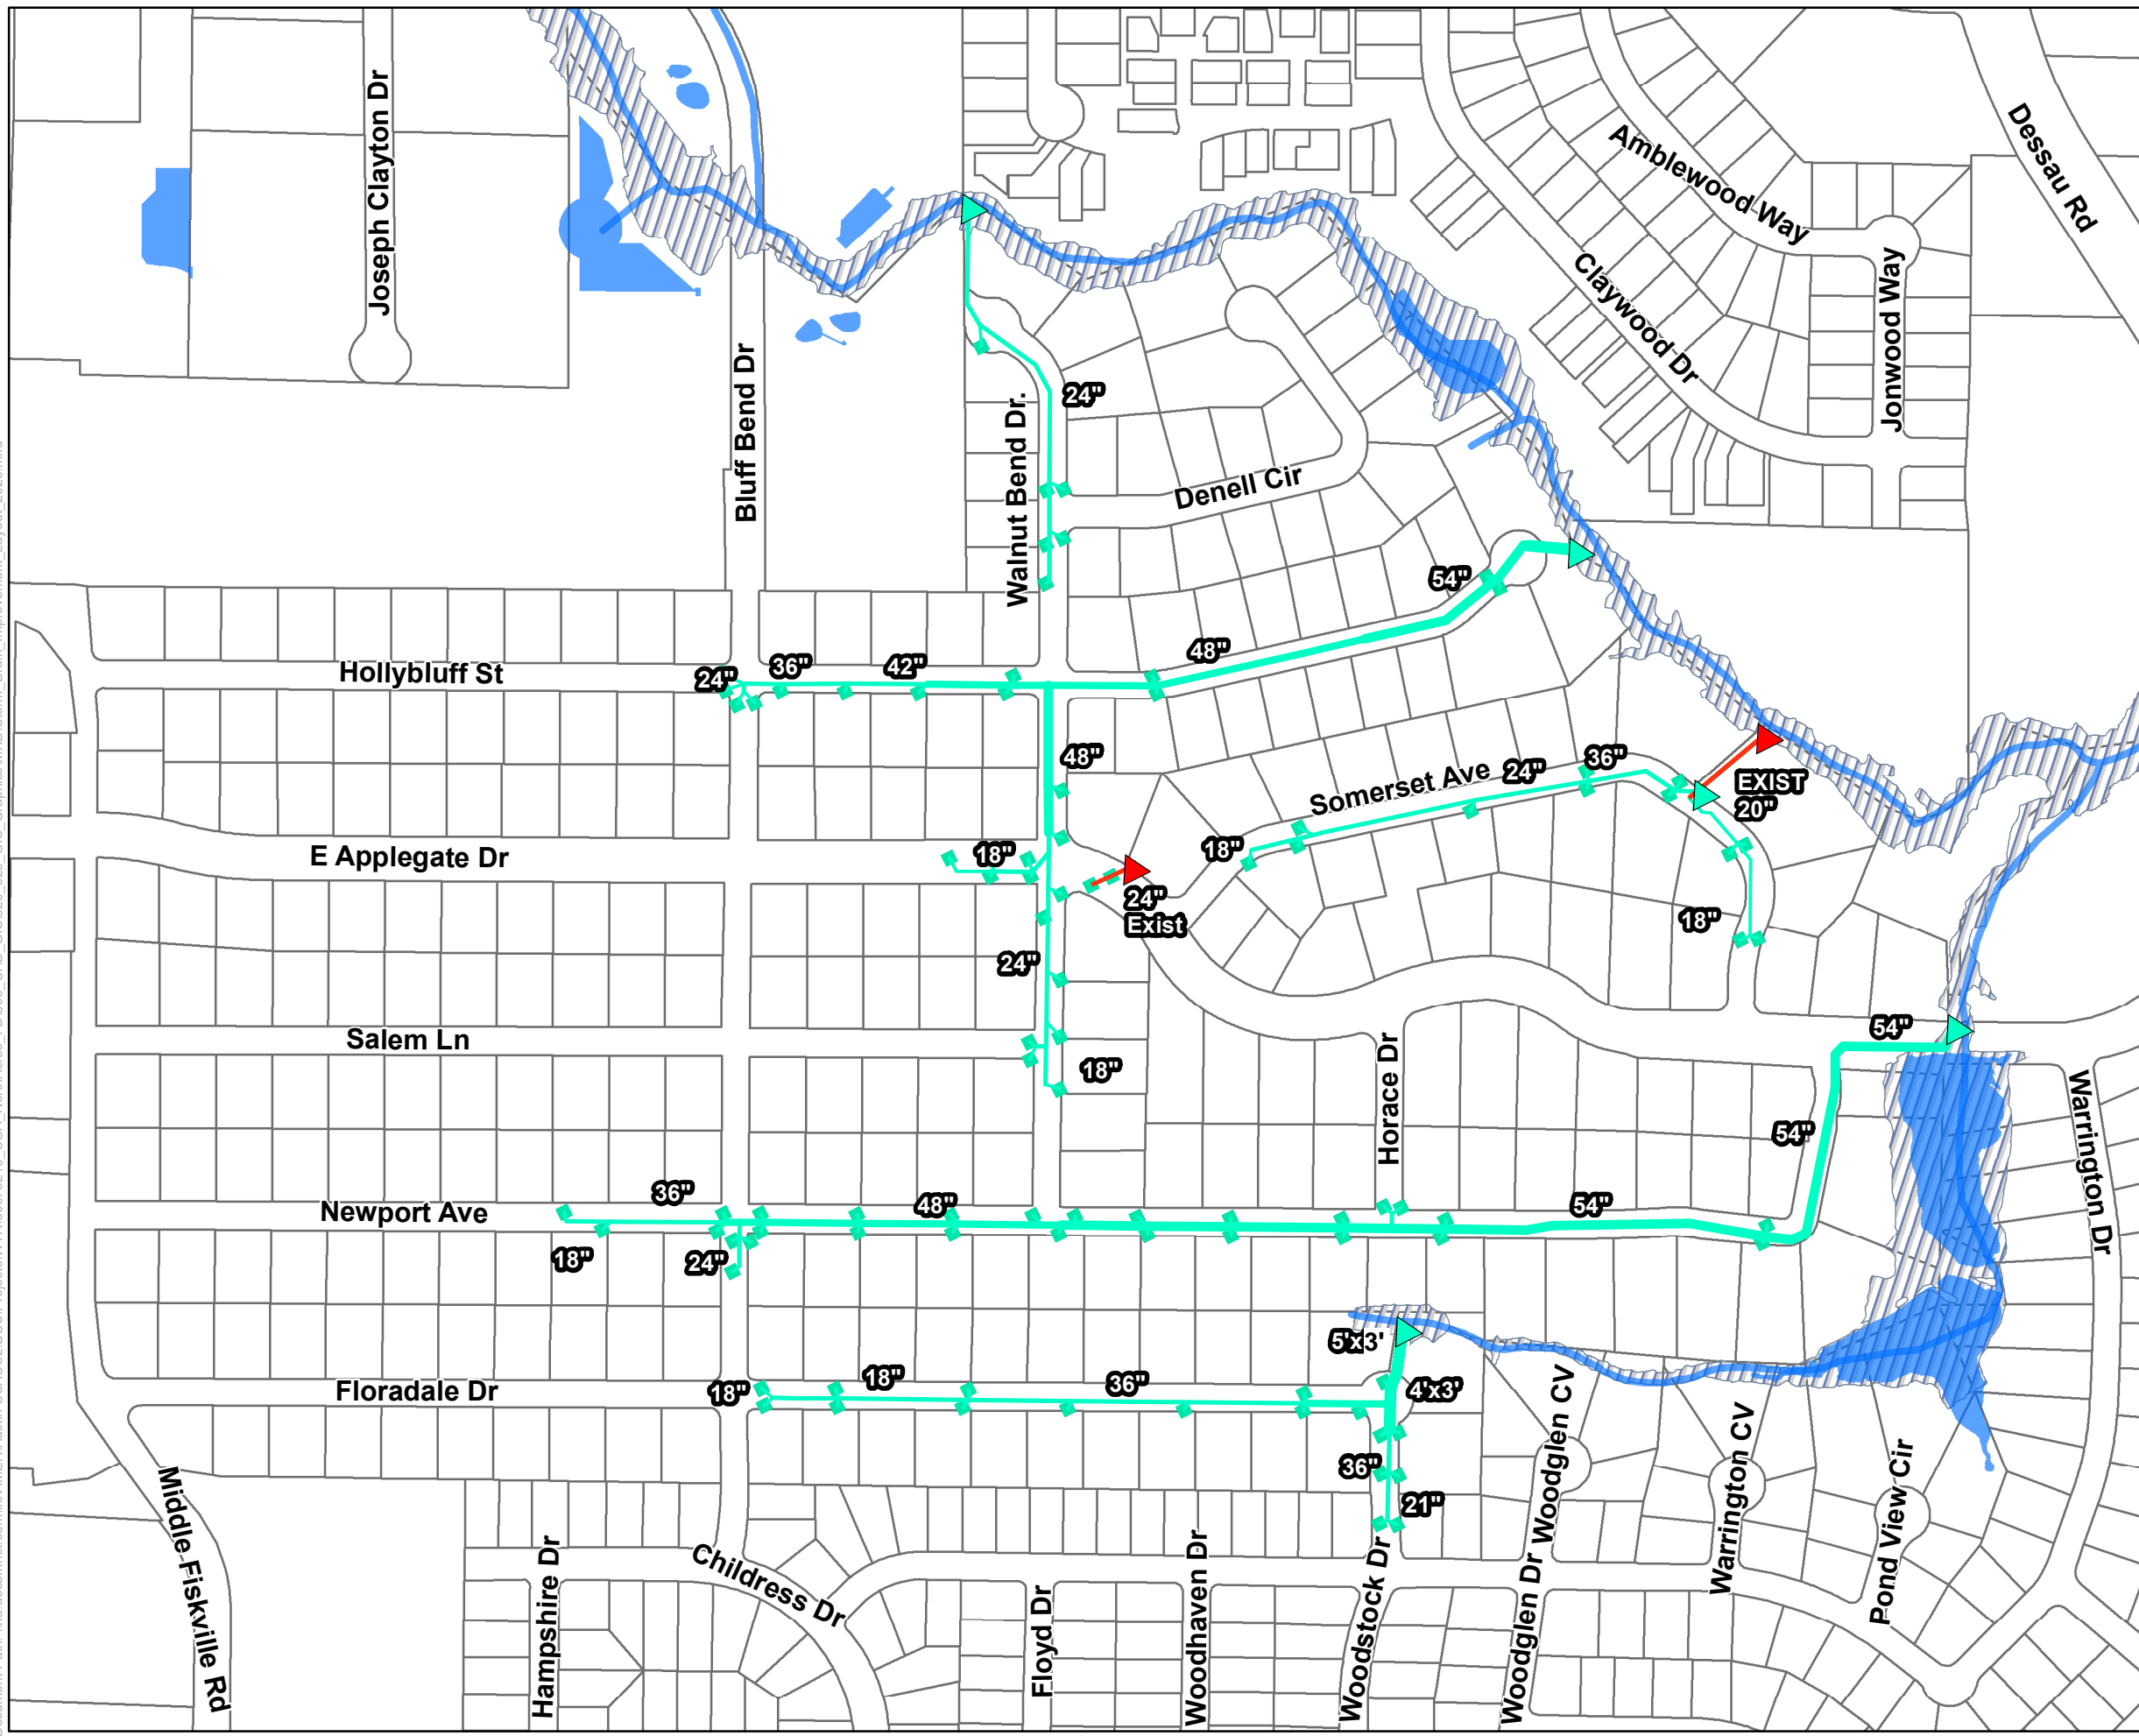 Joseph Clayton Dr
Dessau Rd
Amblewood Way
Claywood Dr
Jonwood Way
Bluff Bend Dr
Walnut Bend Dr.
24"
Denell Cir
54"
48"
Hollybluff St
24"
36"
42"
48"
Somerset Ave
24"
36"
EXIST
20"
E Applegate Dr
18"
18"
24"
Exist
18"
24"
Salem Ln
18"
54"
Horace Dr
54"
Warrington Dr
36"
Newport Ave
48"
54"
18"
24"
5'x3'
Floradale Dr
18"
18"
36"
4'x3'
36"
21"
Woodglen CV
Warrington CV
Pond View Cir
Middle Fiskville Rd
Hampshire Dr
Childress Dr
Floyd Dr
Woodhaven Dr
Woodstock Dr
Woodglen Dr